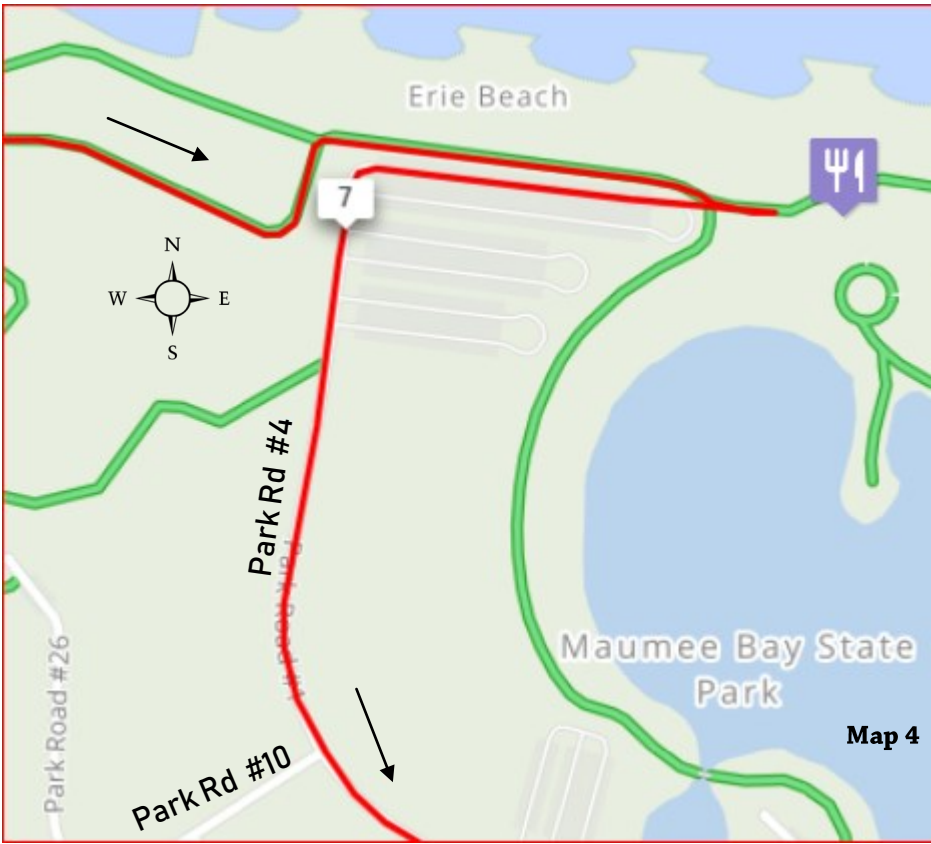 Erie Beach
7
N
W
E
S
Park Rd #4
Park Road #4
Park Road #26
Maumee Bay State
Park
Map 4
Park Rd #10